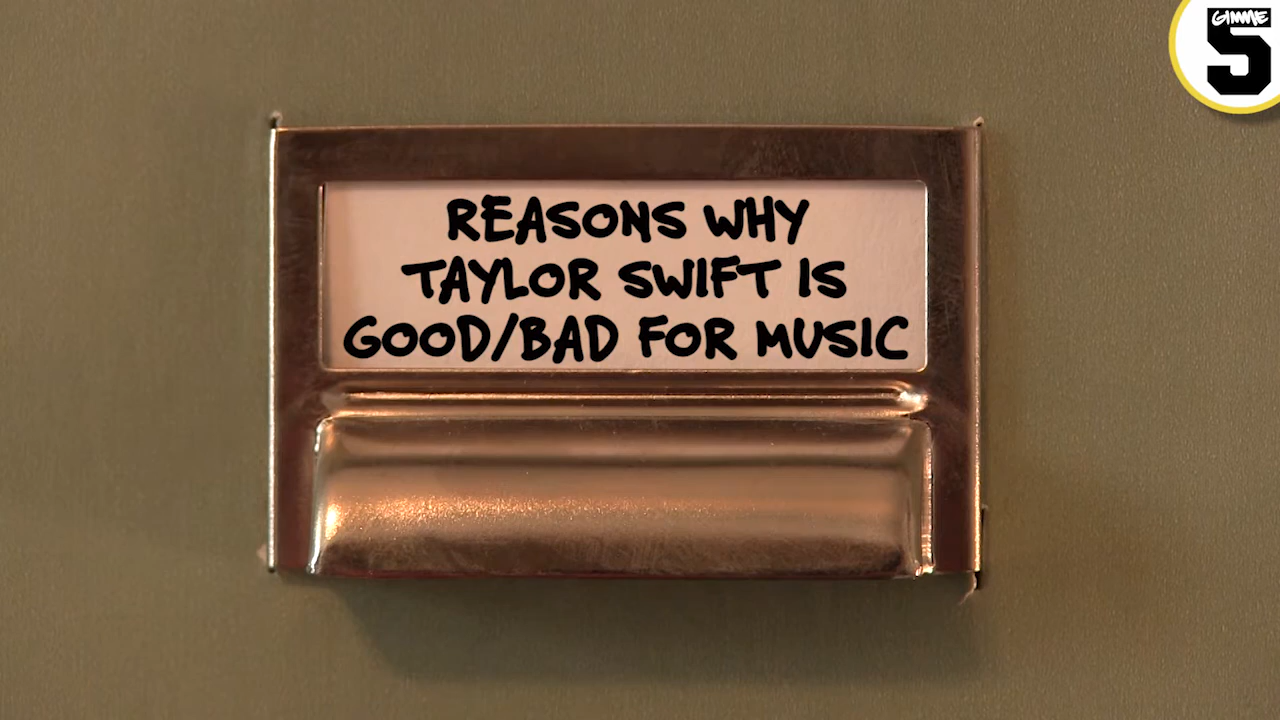 GIMME
5
REASONS WHY
TAYLOR SWIFT IS
GOOD/BAD FOR MUSIC